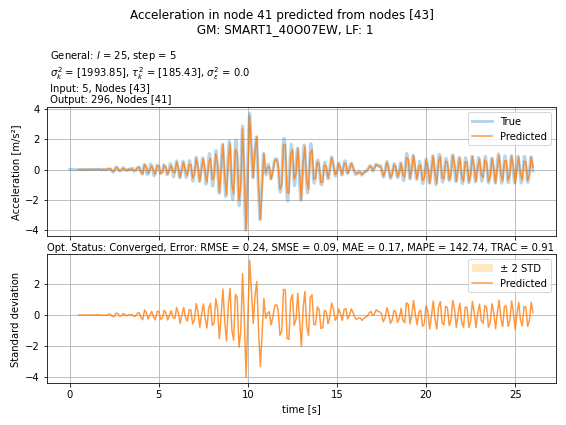 Acceleration in node 41 predicted from nodes [43]
GM: SMART1_40O07EW, LF: 1
General: l = 25, step = 5
σ²ₖ = [1993.85], τ²ₖ = [185.43], σ²ε = 0.0
Input: 5, Nodes [43]
Output: 296, Nodes [41]
Acceleration [m/s²]
4
2
0
−2
−4
True
Predicted
Opt. Status: Converged, Error: RMSE = 0.24, SMSE = 0.09, MAE = 0.17, MAPE = 142.74, TRAC = 0.91
Standard deviation
2
0
−2
−4
± 2 STD
Predicted
0 5 10 15 20 25
time [s]